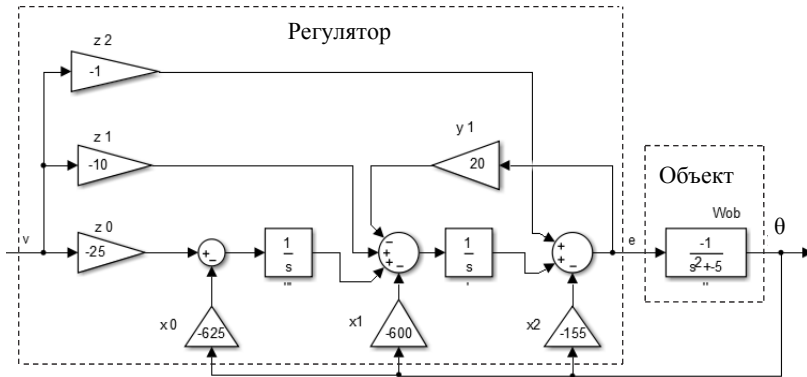 Регулятор
z 2
-1
z 1
-10
y 1
20
Объект
Wob
θ
v
z 0
-25
+
−
1
s
'''
−
+
+
−
1
s
'
+
+
−
e
-1
s²+-5
''
x 0
-625
x1
-600
x2
-155